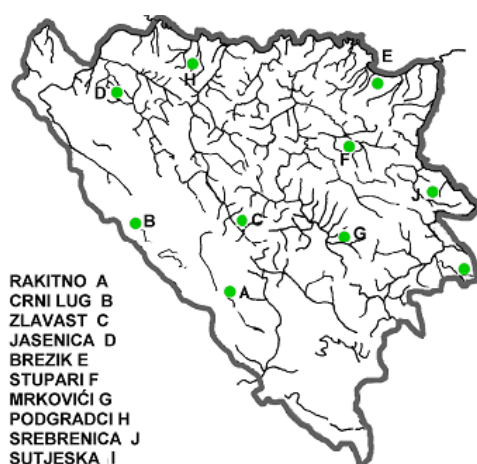 E
H
D
F
J
B
C
G
A
RAKITNO A
CRNI LUG B
ZLAVAST C
JASENICA D
BREZIK E
STUPARI F
MRKOVIĆI G
PODGRADCI H
SREBRENICA J
SUTJESKA I